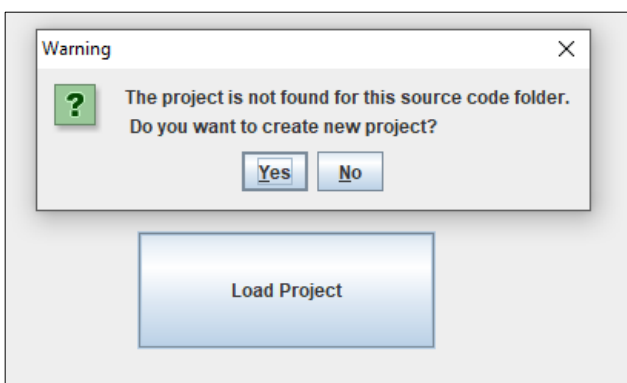 Warning
The project is not found for this source code folder.
Do you want to create new project?
Yes No
Load Project